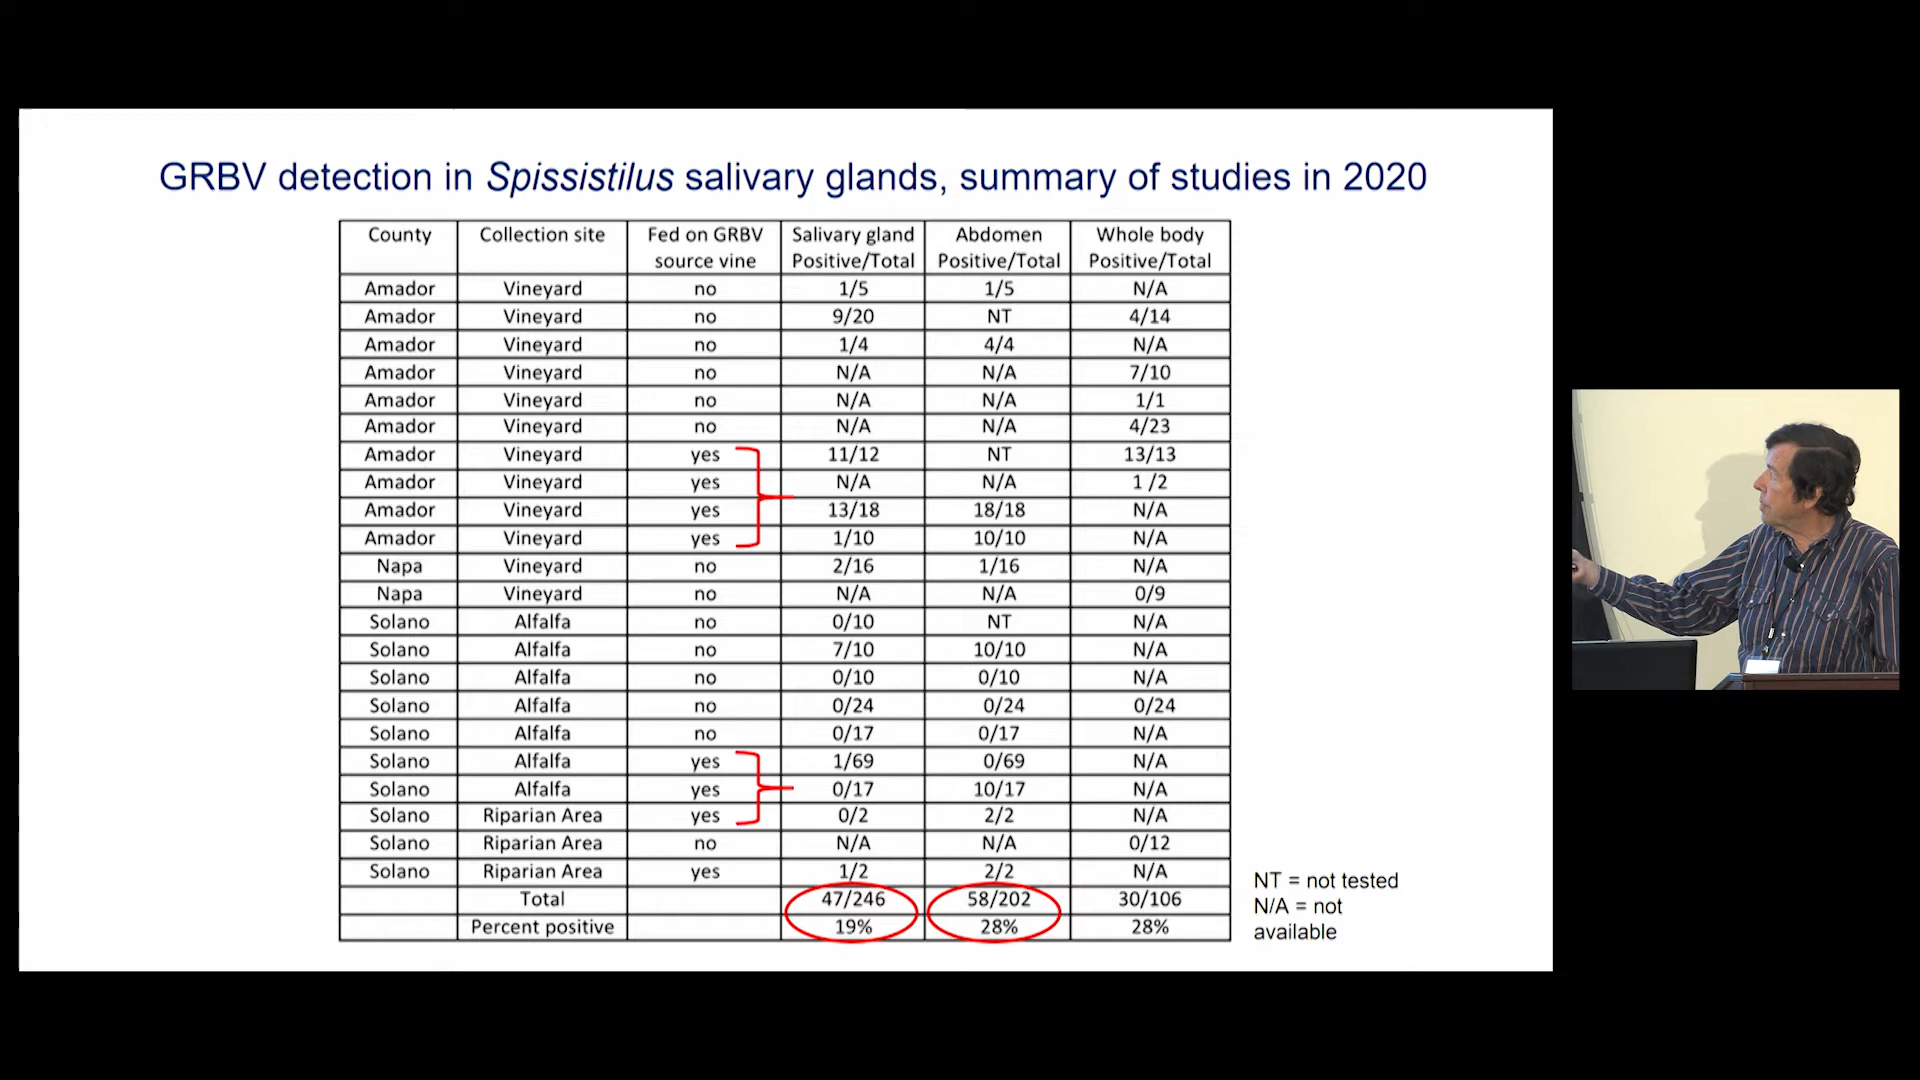 GRBV detection in Spissistilus salivary glands, summary of studies in 2020
County Collection site Fed on GRBV source vine Salivary gland Positive/Total Abdomen Positive/Total Whole body Positive/Total
Amador Vineyard no 1/5 1/5 N/A
Amador Vineyard no 9/20 NT 4/14
Amador Vineyard no 1/4 4/4 N/A
Amador Vineyard no N/A N/A 7/10
Amador Vineyard no N/A N/A 1/1
Amador Vineyard no N/A N/A 4/23
Amador Vineyard yes 11/12 NT 13/13
Amador Vineyard yes N/A N/A 1 /2
Amador Vineyard yes 13/18 18/18 N/A
Amador Vineyard yes 1/10 10/10 N/A
Napa Vineyard no 2/16 1/16 N/A
Napa Vineyard no N/A N/A 0/9
Solano Alfalfa no 0/10 NT N/A
Solano Alfalfa no 7/10 10/10 N/A
Solano Alfalfa no 0/10 0/10 N/A
Solano Alfalfa no 0/24 0/24 0/24
Solano Alfalfa no 0/17 0/17 N/A
Solano Alfalfa yes 1/69 0/69 N/A
Solano Alfalfa yes 0/17 10/17 N/A
Solano Riparian Area yes 0/2 2/2 N/A
Solano Riparian Area no N/A N/A 0/12
Solano Riparian Area yes 1/2 2/2 N/A
Total 47/246 58/202 30/106
Percent positive 19% 28% 28%
NT = not tested
N/A = not
available